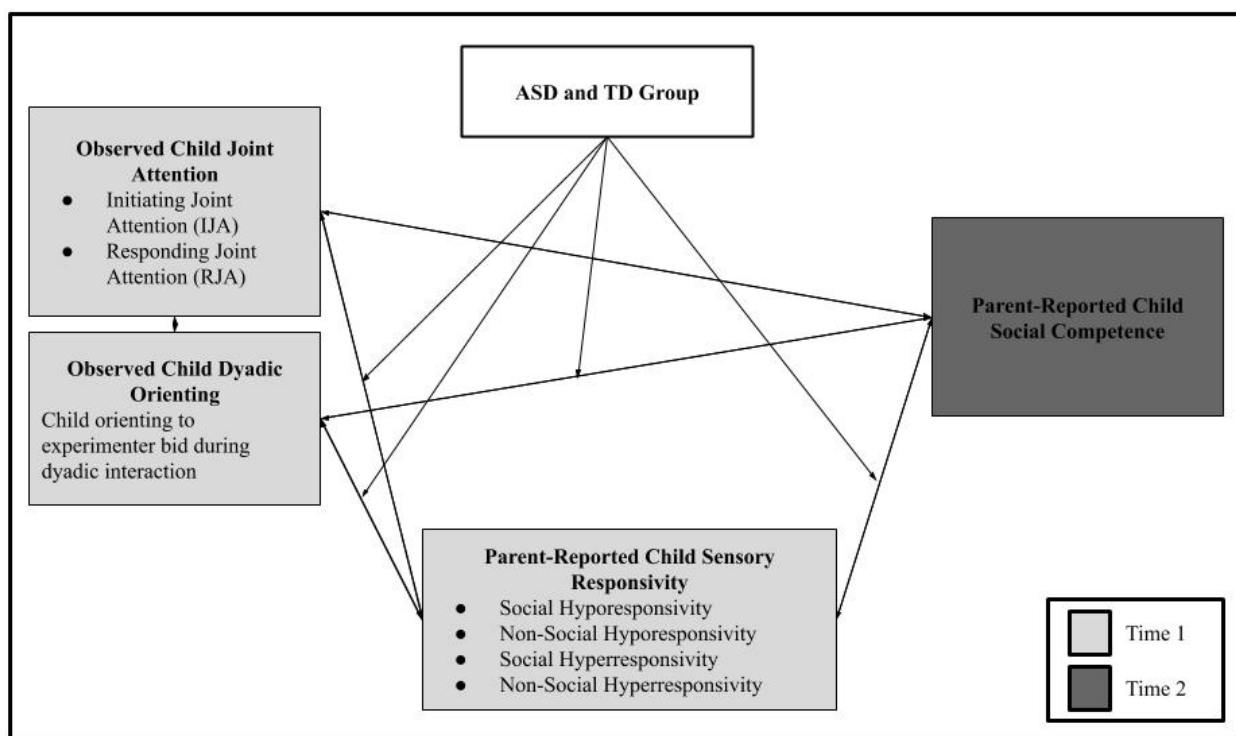 ASD and TD Group
Observed Child Joint
Attention
● Initiating Joint
Attention (IJA)
● Responding Joint
Attention (RJA)
Observed Child Dyadic
Orienting
Child orienting to
experimenter bid during
dyadic interaction
Parent-Reported Child
Social Competence
Parent-Reported Child Sensory
Responsivity
● Social Hyporesponsivity
● Non-Social Hyporesponsivity
● Social Hyperresponsivity
● Non-Social Hyperresponsivity
Time 1
Time 2